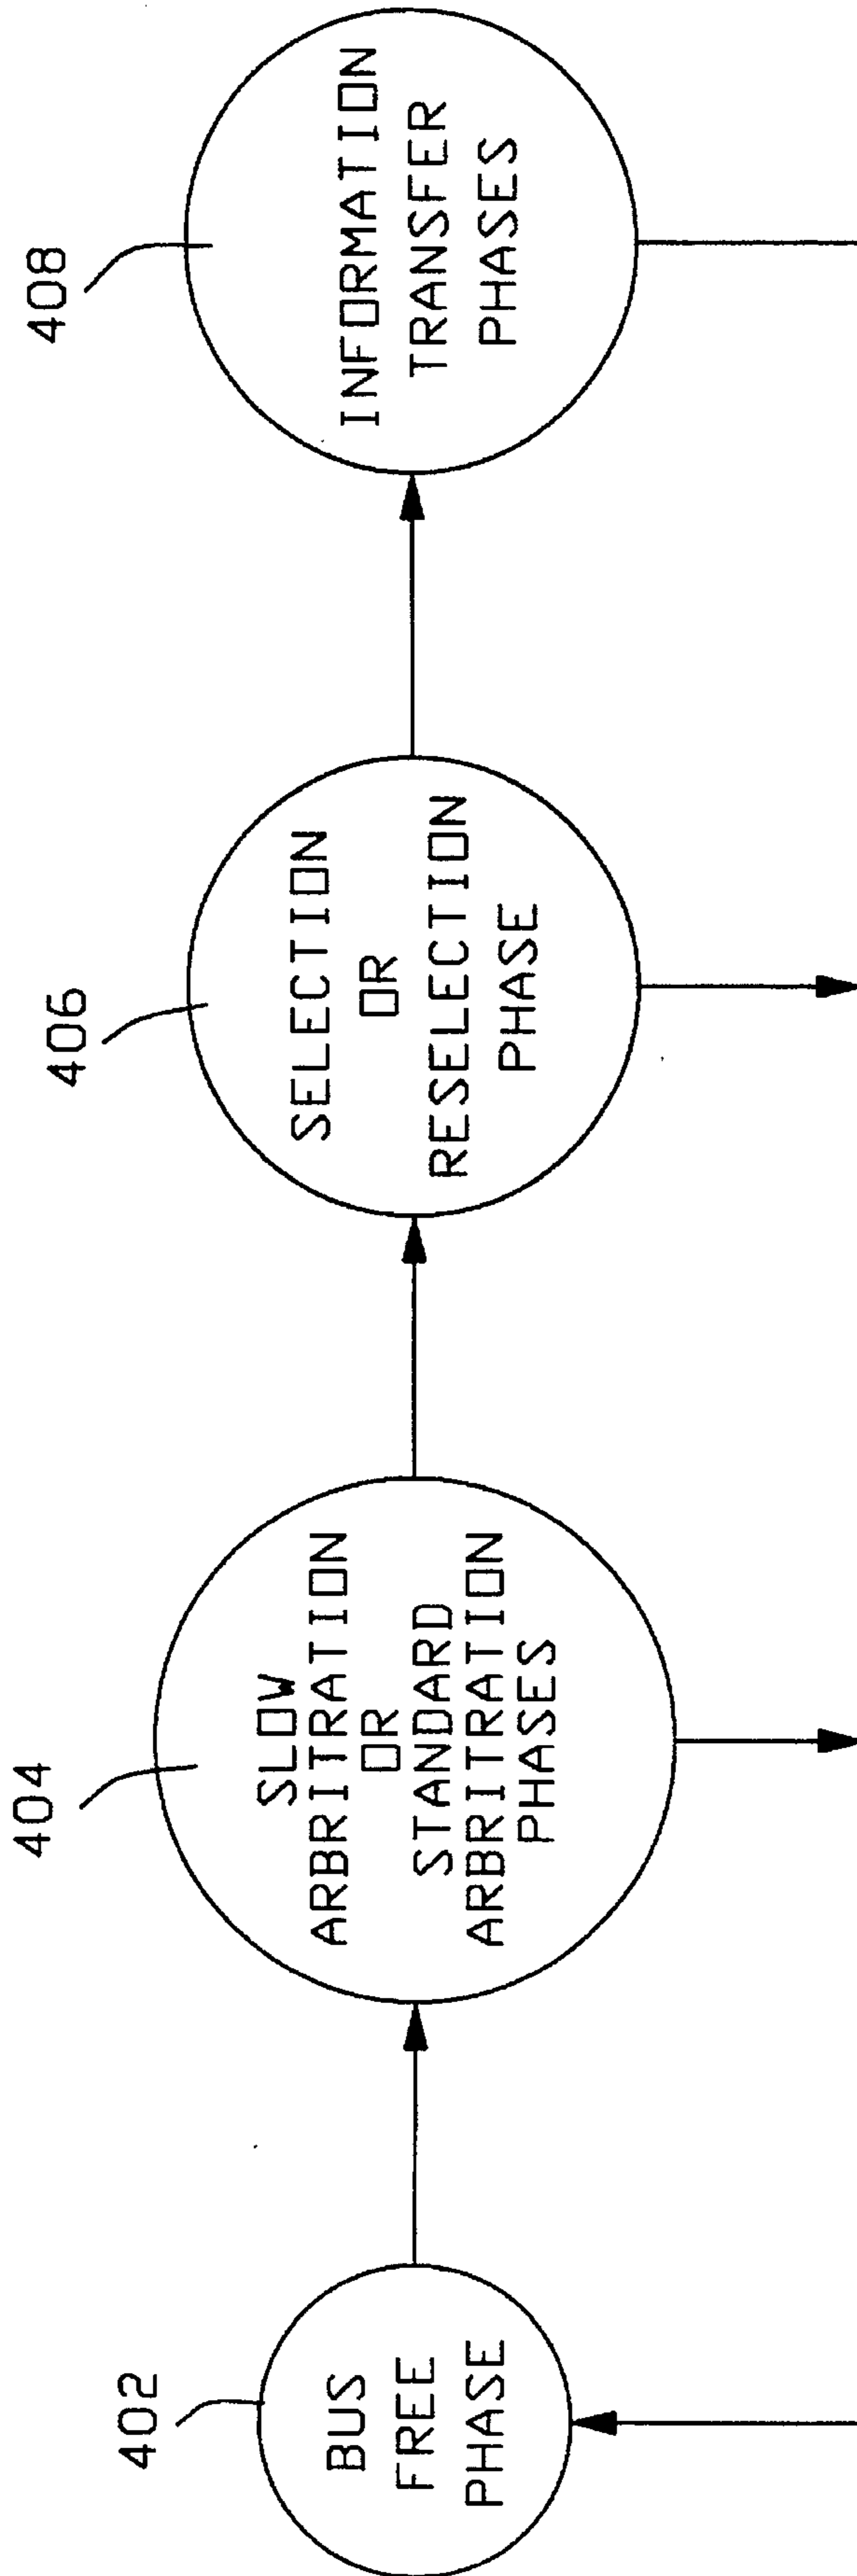 402
BUS
FREE
PHASE
404
SLOW
ARBRITRATION
OR
STANDARD
ARBRITRATION
PHASES
406
SELECTION
OR
RESELECTION
PHASE
408
INFORMATION
TRANSFER
PHASES